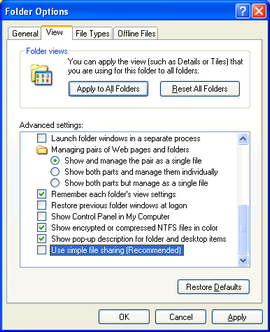 Folder Options
General View File Types Offline Files
Folder views
You can apply the view (such as Details or Tiles) that
you are using for this folder to all folders.
Apply to All Folders Reset All Folders
Advanced settings:
Launch folder windows in a separate process
Managing pairs of Web pages and folders
Show and manage the pair as a single file
Show both parts and manage them individually
Show both parts but manage as a single file
Remember each folder's view settings
Restore previous folder windows at logon
Show Control Panel in My Computer
Show encrypted or compressed NTFS files in color
Show pop-up description for folder and desktop items
Use simple file sharing (Recommended)
Restore Defaults
OK Cancel Apply